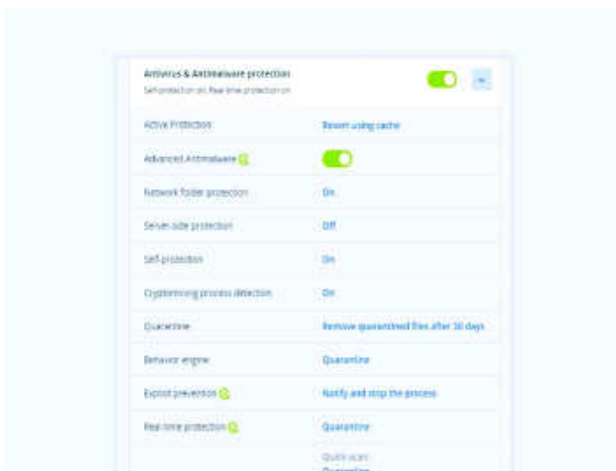 Antivirus & Antimalware protection
Self-protection on, Real-time protection on
Active Protection
Revert using cache
Advanced Antimalware
Network folder protection
On
Server-side protection
Off
Self-protection
On
Cryptomining process detection
On
Quarantine
Remove quarantined files after 30 days
Behavior engine
Quarantine
Exploit prevention
Notify and stop the process
Real-time protection
Quarantine
Quick scan:
Quarantine